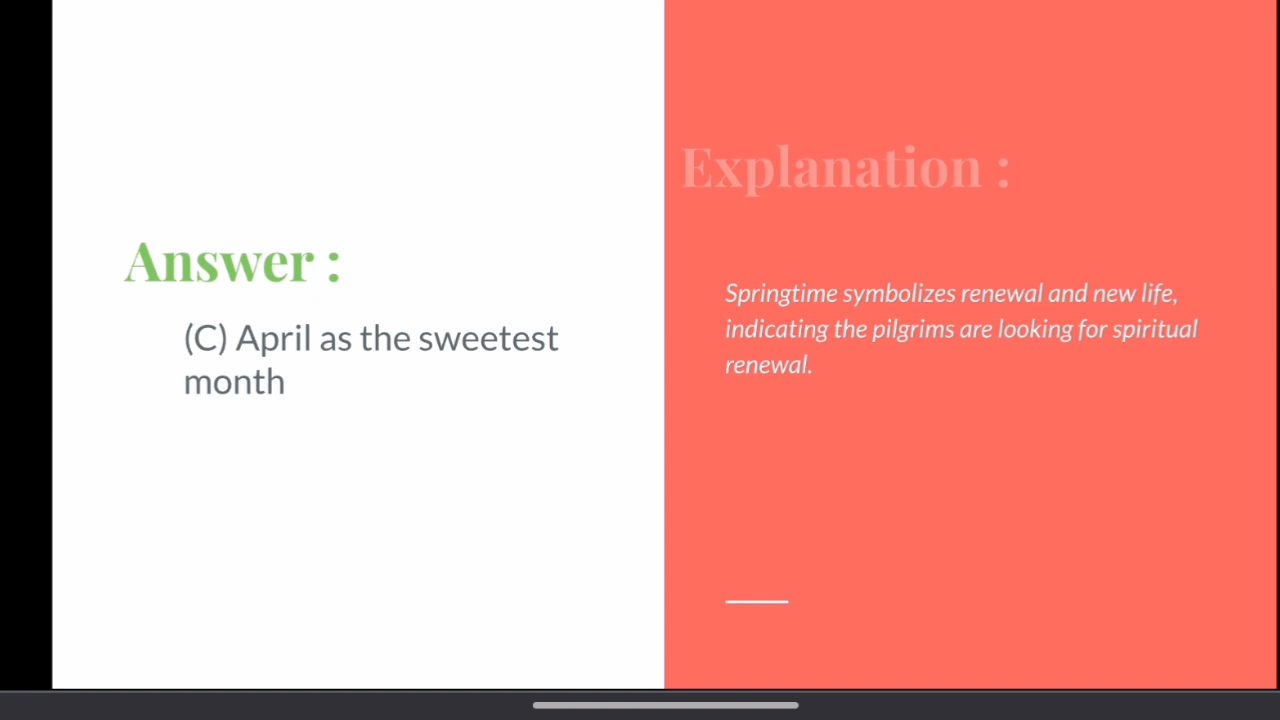 Answer :
(C) April as the sweetest
month
Explanation :
Springtime symbolizes renewal and new life,
indicating the pilgrims are looking for spiritual
renewal.